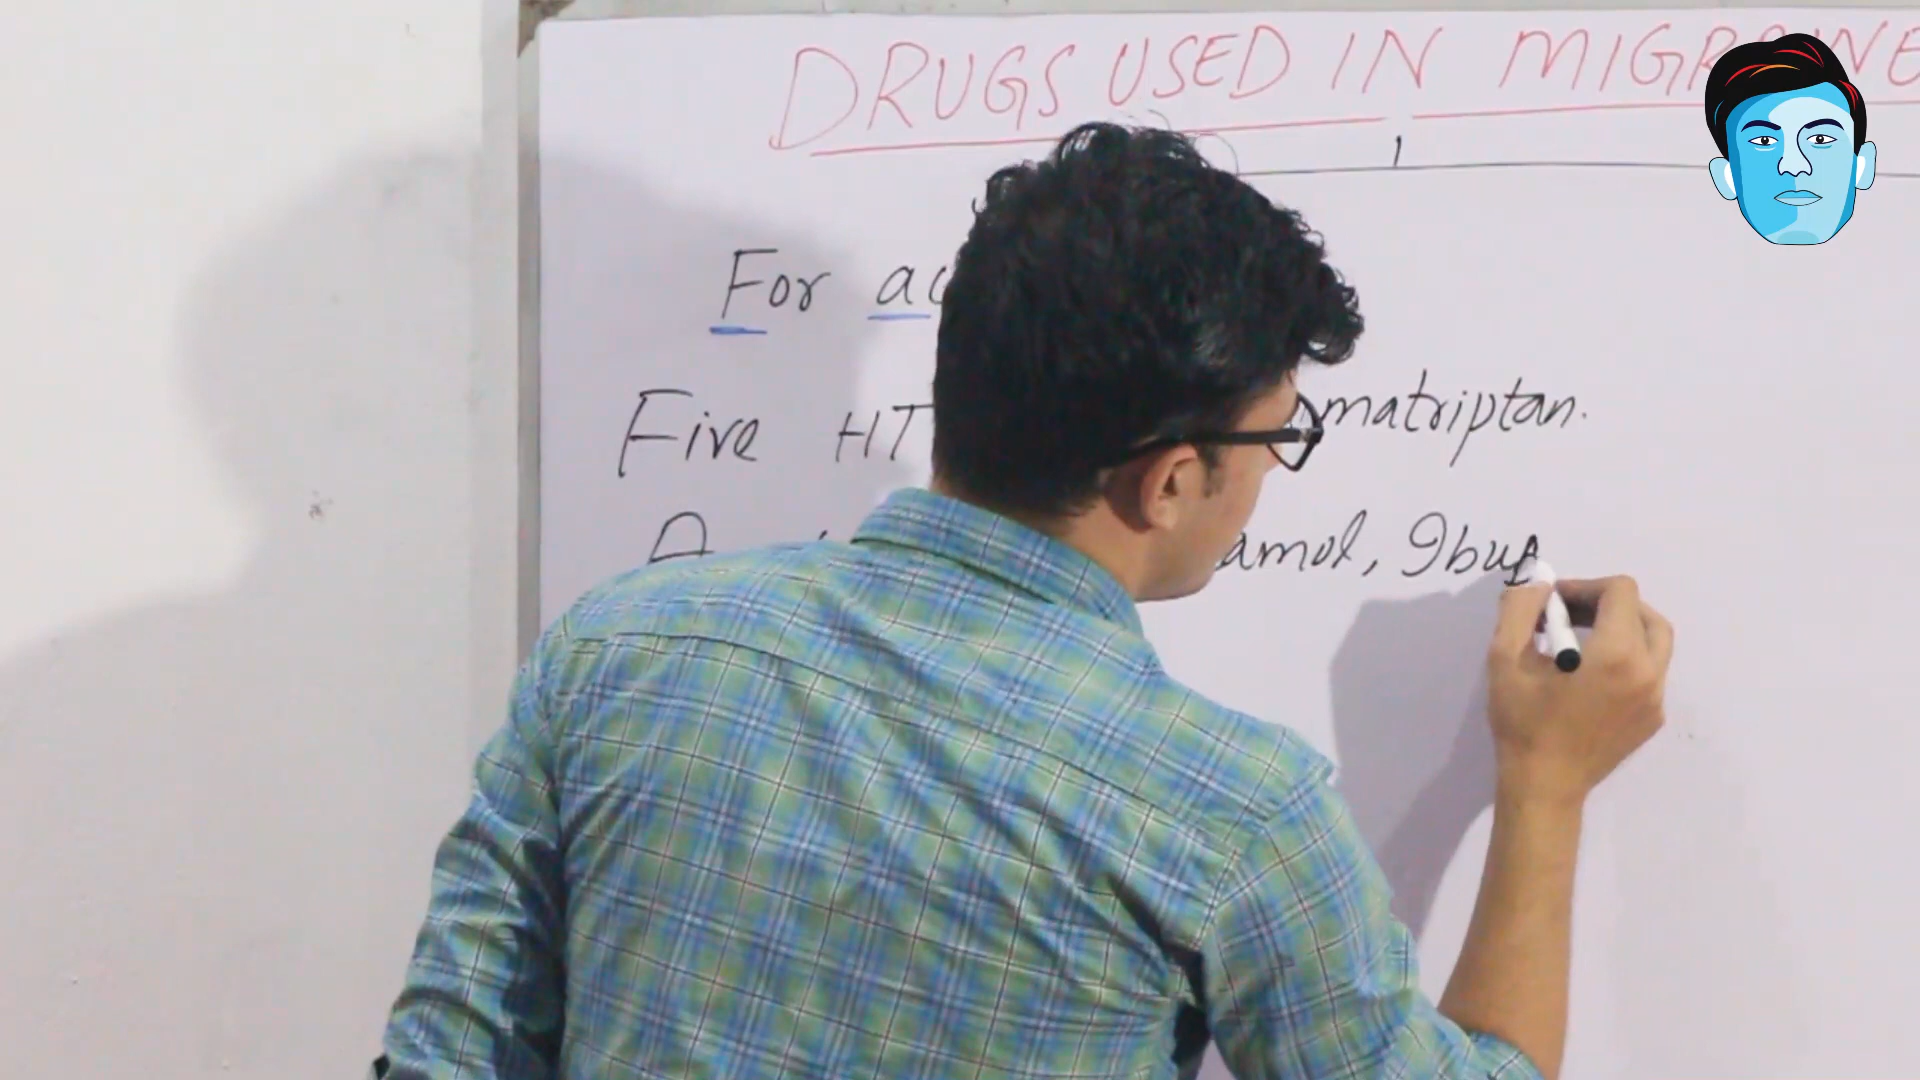 DRUGS USED IN MIGRAINE
For ac
Five HT matriptan.
A amol, Ibup